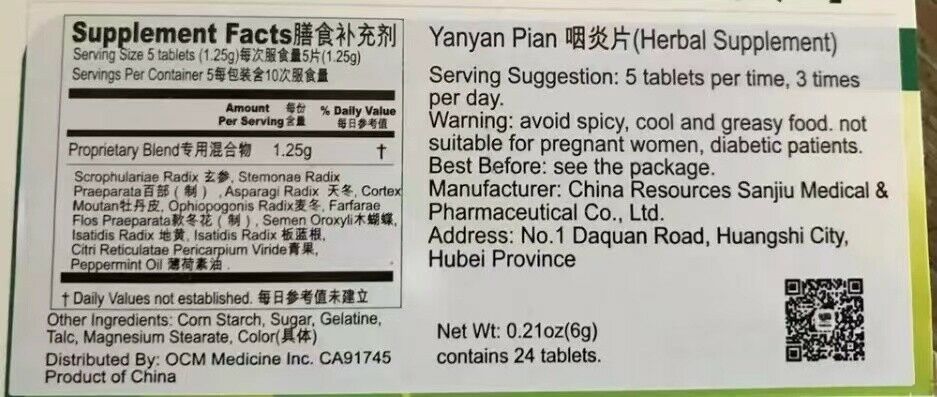 Supplement Facts膳食补充剂
Serving Size 5 tablets (1.25g)每次服食量5片(1.25g)
Servings Per Container 5每包装含10次服食量
Amount 每份 % Daily Value
Per Serving含量 每日参考值
Proprietary Blend专用混合物 1.25g †
Scrophulariae Radix 玄参, Stemonae Radix
Praeparata百部（制）,Asparagi Radix 天冬, Cortex
Moutan牡丹皮, Ophiopogonis Radix麦冬, Farfarae
Flos Praeparata款冬花（制）, Semen Oroxyli木蝴蝶,
Isatidis Radix 地黄, Isatidis Radix 板蓝根,
Citri Reticulatae Pericarpium Viride青果,
Peppermint Oil 薄荷素油 .
† Daily Values not established. 每日参考值未建立
Other Ingredients: Corn Starch, Sugar, Gelatine,
Talc, Magnesium Stearate, Color(具体)
Distributed By: OCM Medicine Inc. CA91745
Product of China
Yanyan Pian 咽炎片(Herbal Supplement)
Serving Suggestion: 5 tablets per time, 3 times
per day.
Warning: avoid spicy, cool and greasy food. not
suitable for pregnant women, diabetic patients.
Best Before: see the package.
Manufacturer: China Resources Sanjiu Medical &
Pharmaceutical Co., Ltd.
Address: No.1 Daquan Road, Huangshi City,
Hubei Province
Net Wt: 0.21oz(6g)
contains 24 tablets.